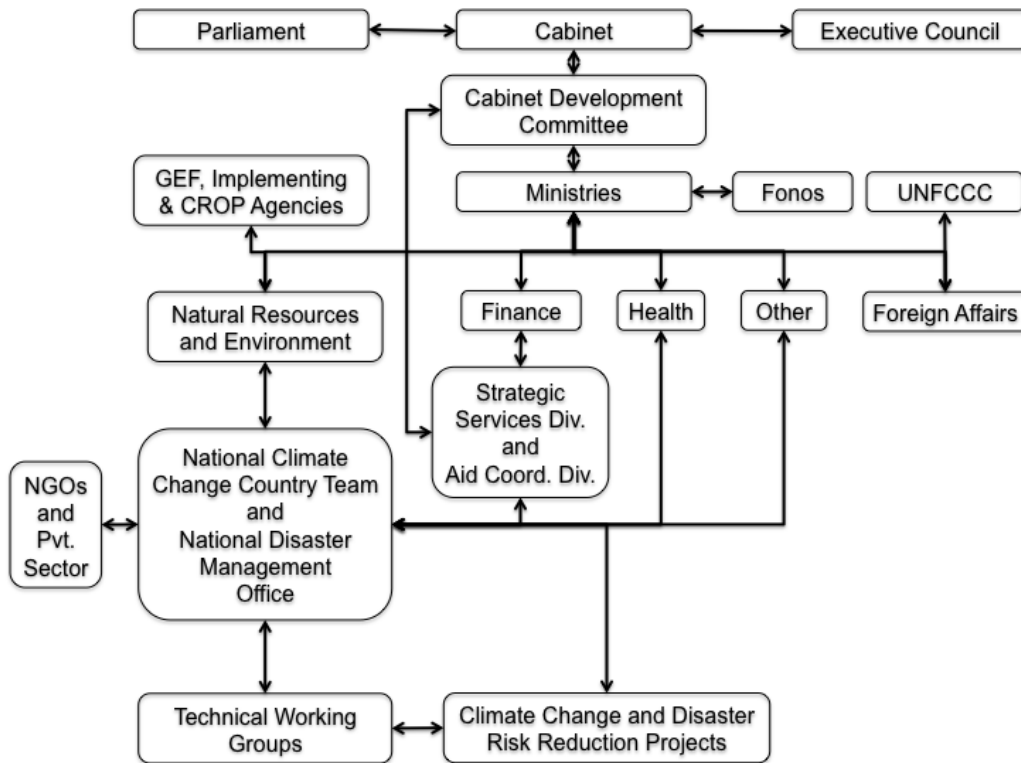 Parliament
Cabinet
Executive Council
Cabinet Development
Committee
GEF, Implementing
& CROP Agencies
Ministries
Fonos
UNFCCC
Natural Resources
and Environment
Finance
Health
Other
Foreign Affairs
Strategic
Services Div.
and
Aid Coord. Div.
NGOs
and
Pvt.
Sector
National Climate
Change Country Team
and
National Disaster
Management
Office
Technical Working
Groups
Climate Change and Disaster
Risk Reduction Projects